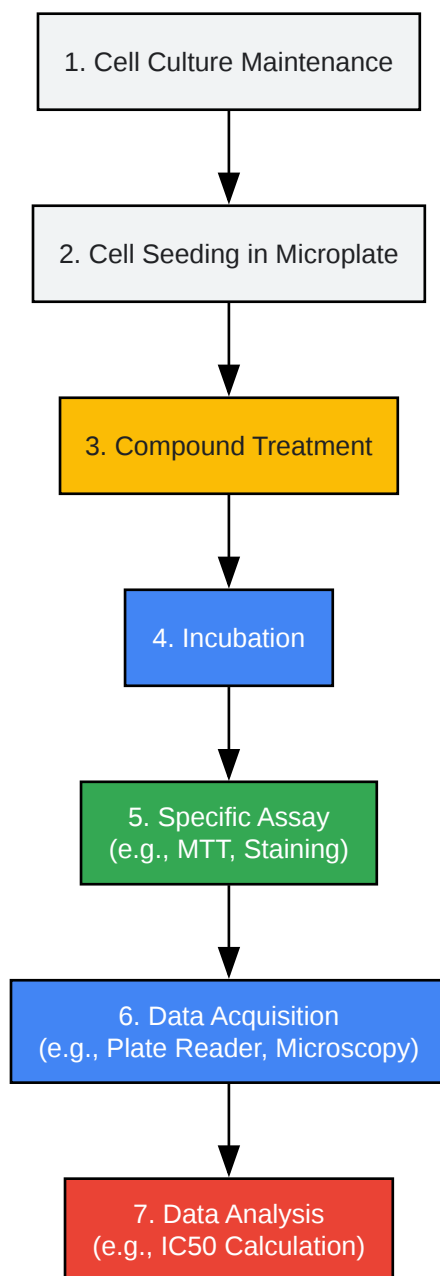 1. Cell Culture Maintenance
2. Cell Seeding in Microplate
3. Compound Treatment
4. Incubation
5. Specific Assay
(e.g., MTT, Staining)
6. Data Acquisition
(e.g., Plate Reader, Microscopy)
7. Data Analysis
(e.g., IC50 Calculation)